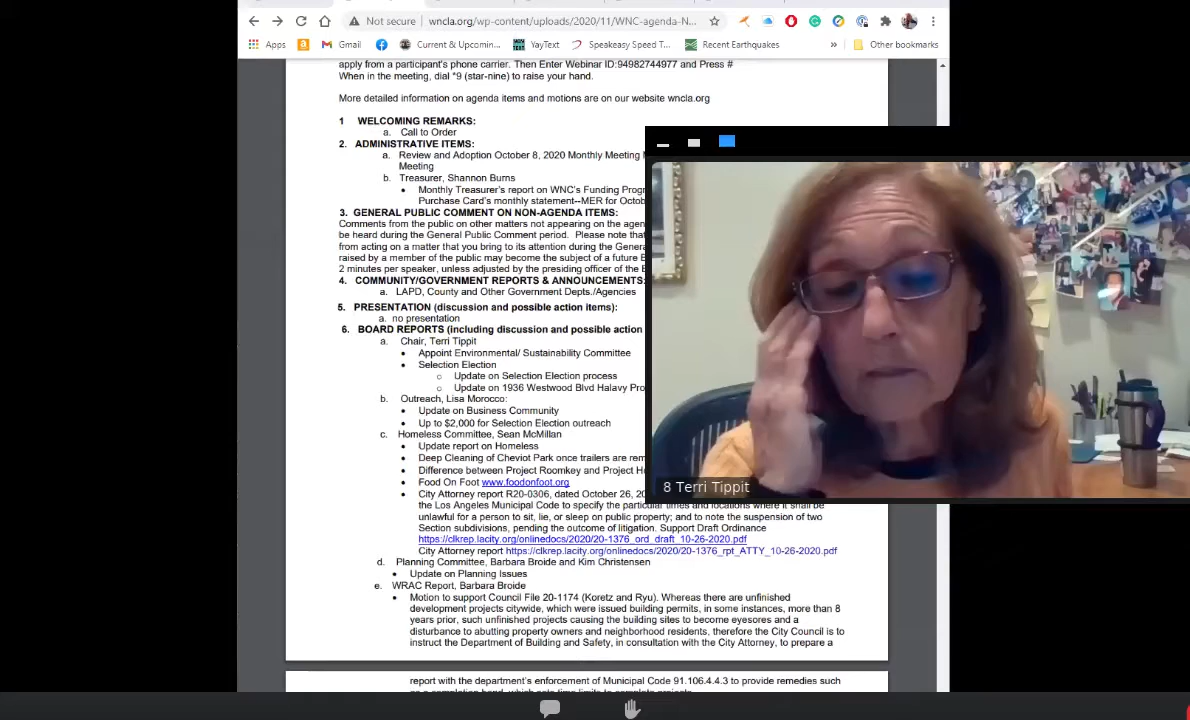 Not secure | wncla.org/wp-content/uploads/2020/11/WNC-agenda-N...
Apps Gmail Current & Upcomin... YayText Speakeasy Speed T... Recent Earthquakes » Other bookmarks
apply from a participant's phone carrier. Then Enter Webinar ID:94982744977 and Press #
When in the meeting, dial *9 (star-nine) to raise your hand.
More detailed information on agenda items and motions are on our website wncla.org
1 WELCOMING REMARKS:
a. Call to Order
2. ADMINISTRATIVE ITEMS:
a. Review and Adoption October 8, 2020 Monthly Meeting
Meeting
b. Treasurer, Shannon Burns
• Monthly Treasurer's report on WNC's Funding
Purchase Card's monthly statement--MER for
3. GENERAL PUBLIC COMMENT ON NON-AGENDA ITEMS:
Comments from the public on other matters not appearing on the
be heard during the General Public Comment period. Please note
from acting on a matter that you bring to its attention during the
raised by a member of the public may become the subject of a future
2 minutes per speaker, unless adjusted by the presiding officer of the
4. COMMUNITY/GOVERNMENT REPORTS & ANNOUNCEMENTS:
a. LAPD, County and Other Government Depts./Agencies
5. PRESENTATION (discussion and possible action items):
a. no presentation
6. BOARD REPORTS (including discussion and possible action
a. Chair, Terri Tippit
• Appoint Environmental/ Sustainability Committee
• Selection Election
○ Update on Selection Election process
○ Update on 1936 Westwood Blvd Halavy
b. Outreach, Lisa Morocco:
• Update on Business Community
• Up to $2,000 for Selection Election outreach
c. Homeless Committee, Sean McMillan
• Update report on Homeless
• Deep Cleaning of Cheviot Park once trailers are
• Difference between Project Roomkey and Project
• Food On Foot www.foodonfoot.org
• City Attorney report R20-0306, dated October 26,
the Los Angeles Municipal Code to specify the particular times and locations where it shall be
unlawful for a person to sit, lie, or sleep on public property; and to note the suspension of two
Section subdivisions, pending the outcome of litigation. Support Draft Ordinance
https://clkrep.lacity.org/onlinedocs/2020/20-1376_ord_draft_10-26-2020.pdf
City Attorney report https://clkrep.lacity.org/onlinedocs/2020/20-1376_rpt_ATTY_10-26-2020.pdf
d. Planning Committee, Barbara Broide and Kim Christensen
• Update on Planning Issues
e. WRAC Report, Barbara Broide
• Motion to support Council File 20-1174 (Koretz and Ryu). Whereas there are unfinished
development projects citywide, which were issued building permits, in some instances, more than 8
years prior, such unfinished projects causing the building sites to become eyesores and a
disturbance to abutting property owners and neighborhood residents, therefore the City Council is to
instruct the Department of Building and Safety, in consultation with the City Attorney, to prepare a
report with the department's enforcement of Municipal Code 91.106.4.4.3 to provide remedies such
8 Terri Tippit